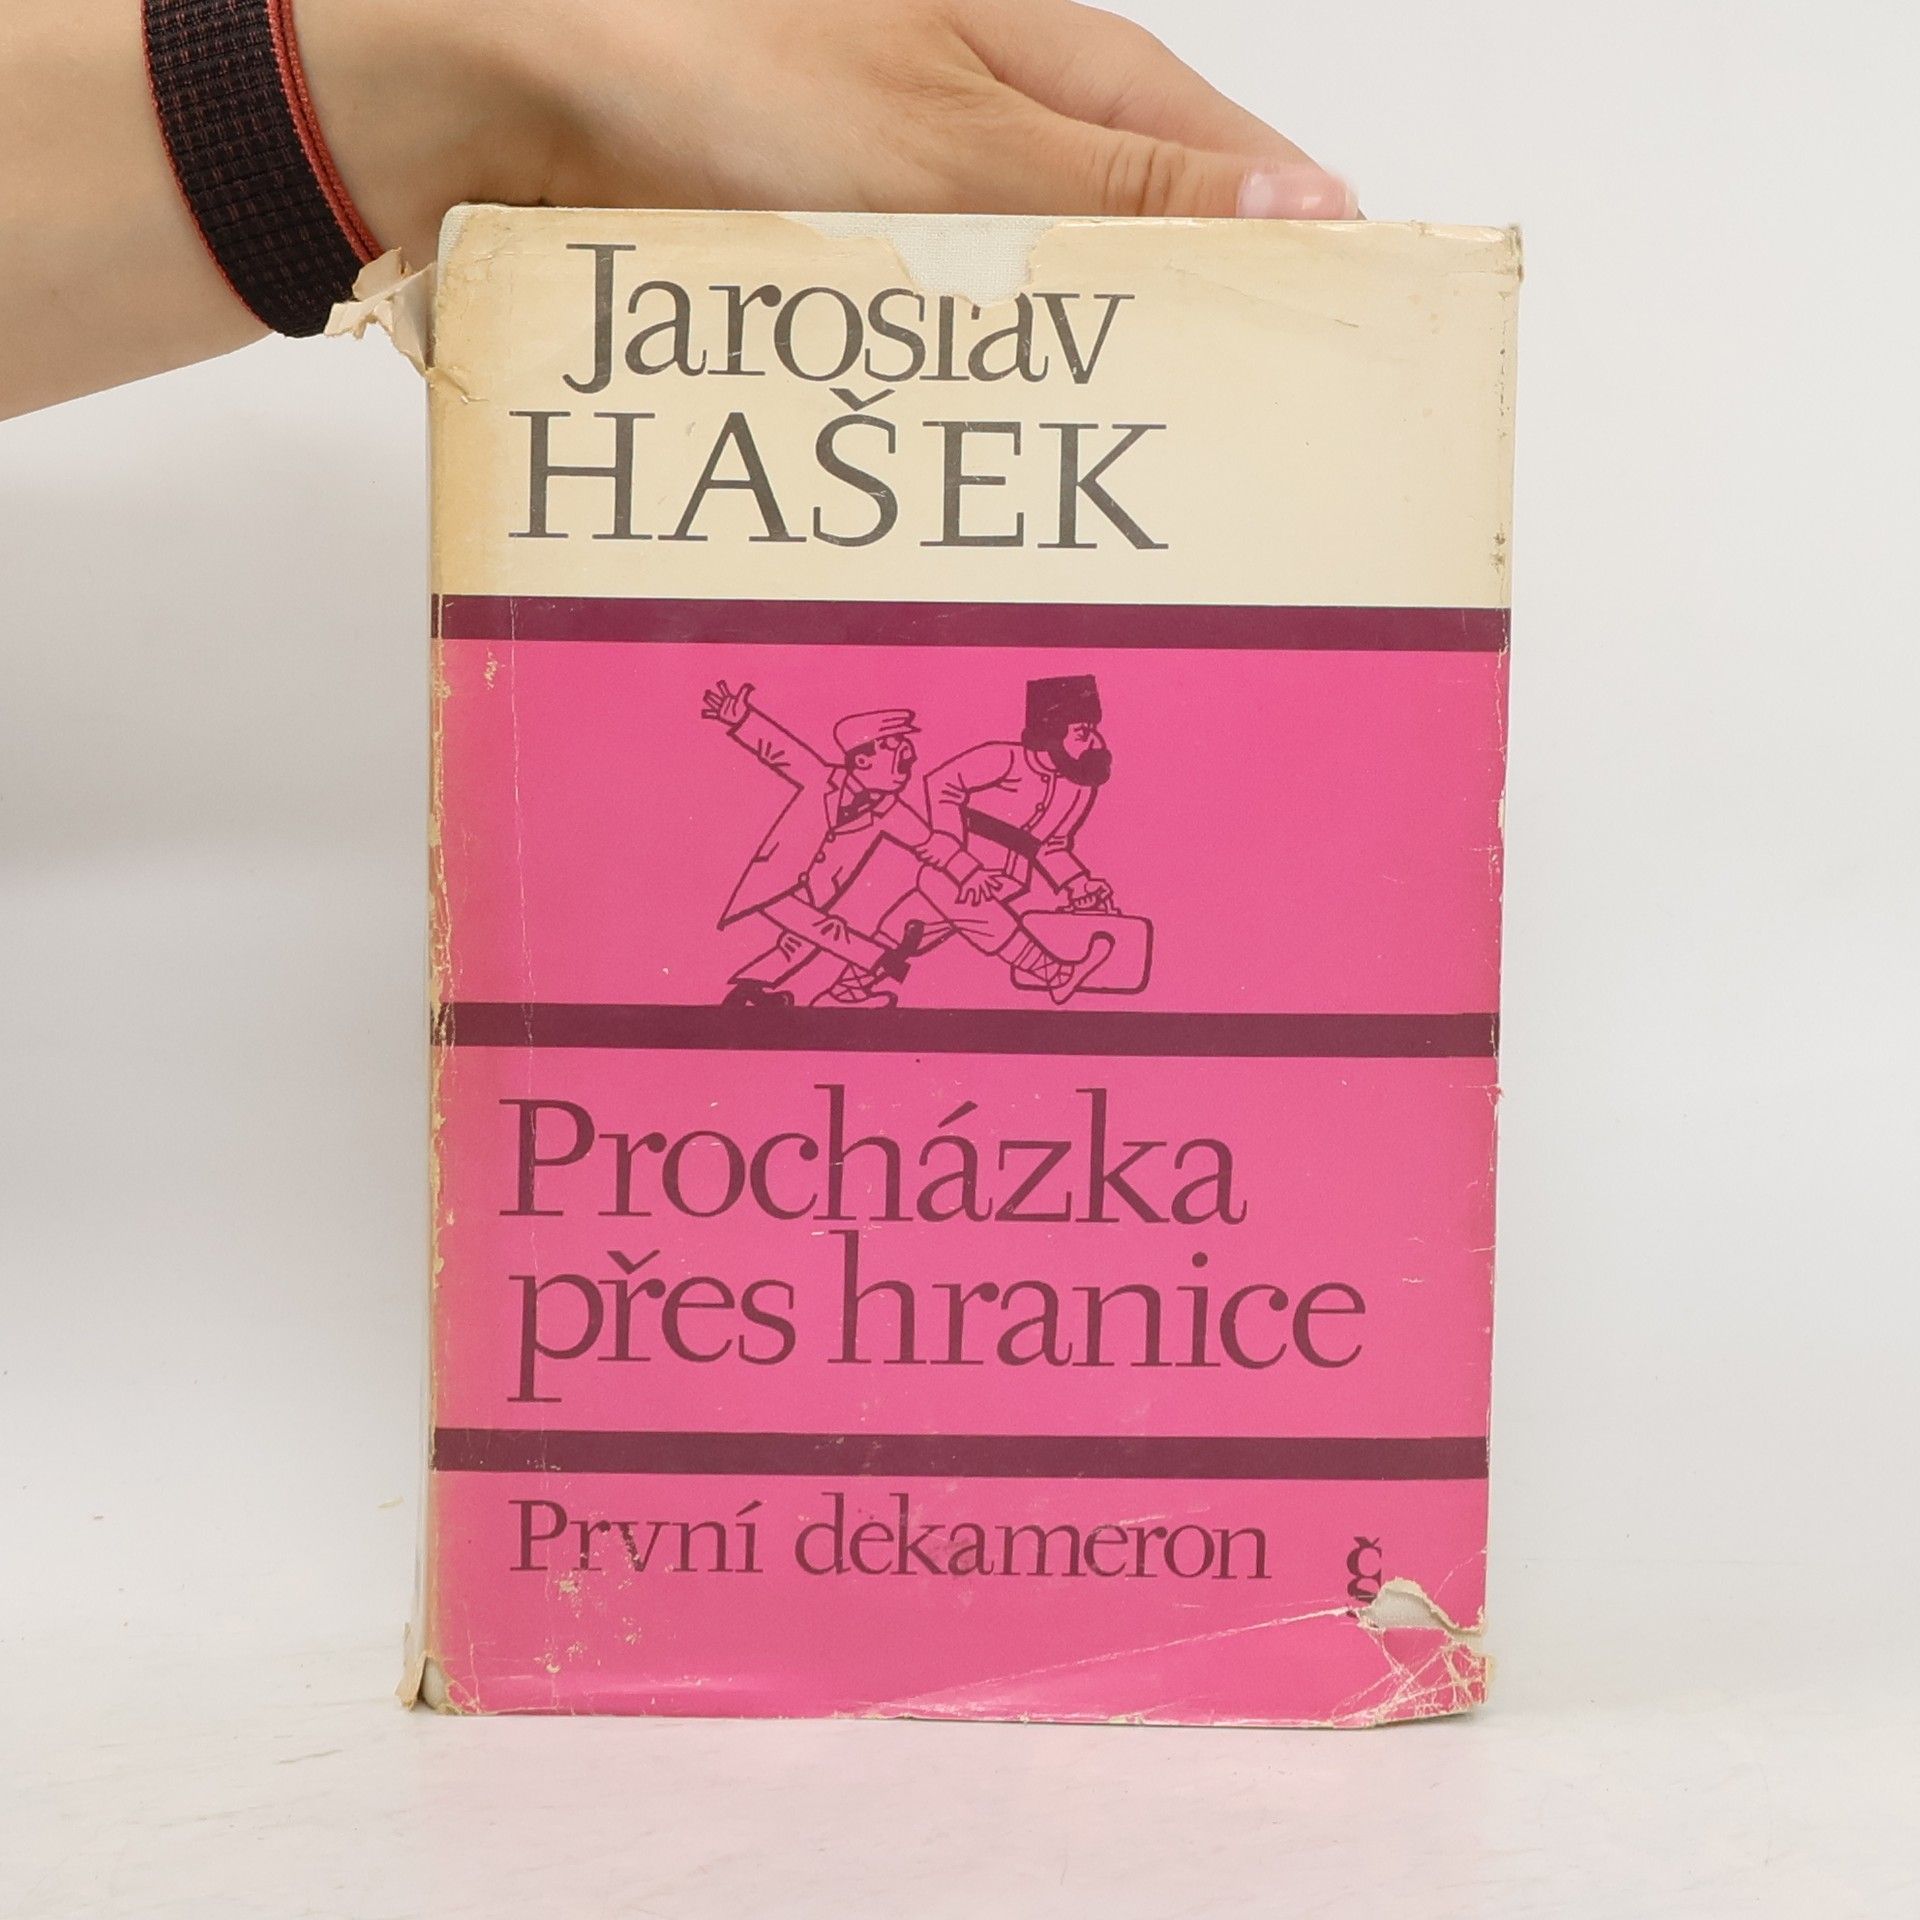 Jaroslav
HAŠEK
Procházka
přes hranice
První dekameron